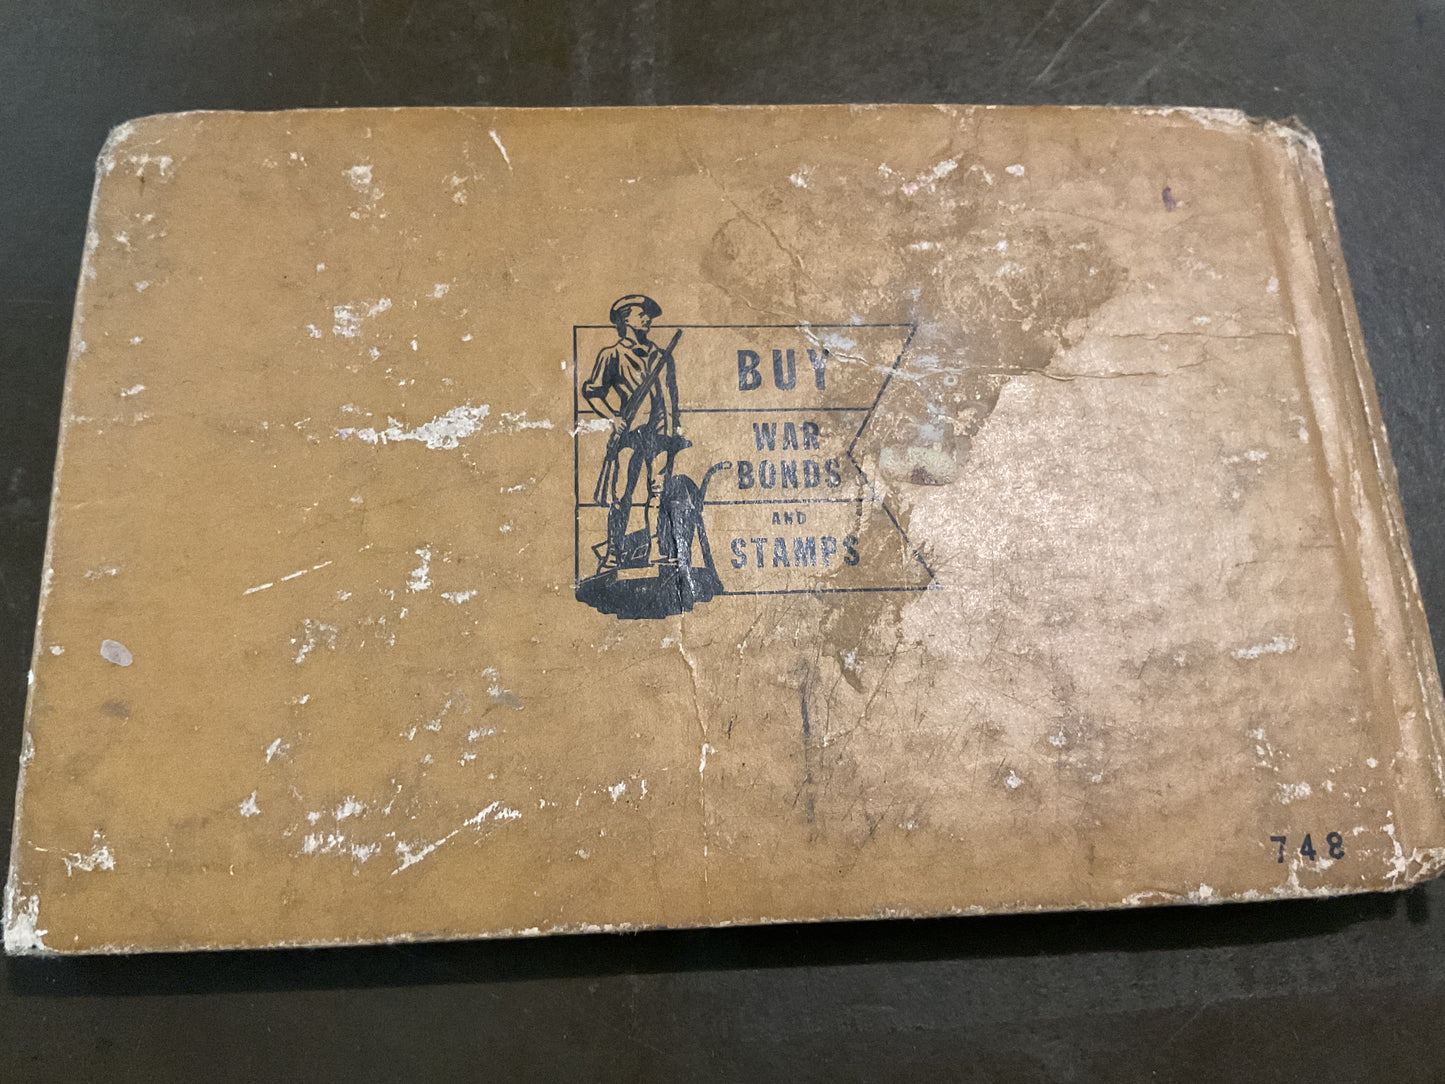 BUY
WAR
BONDS
AND
STAMPS
748